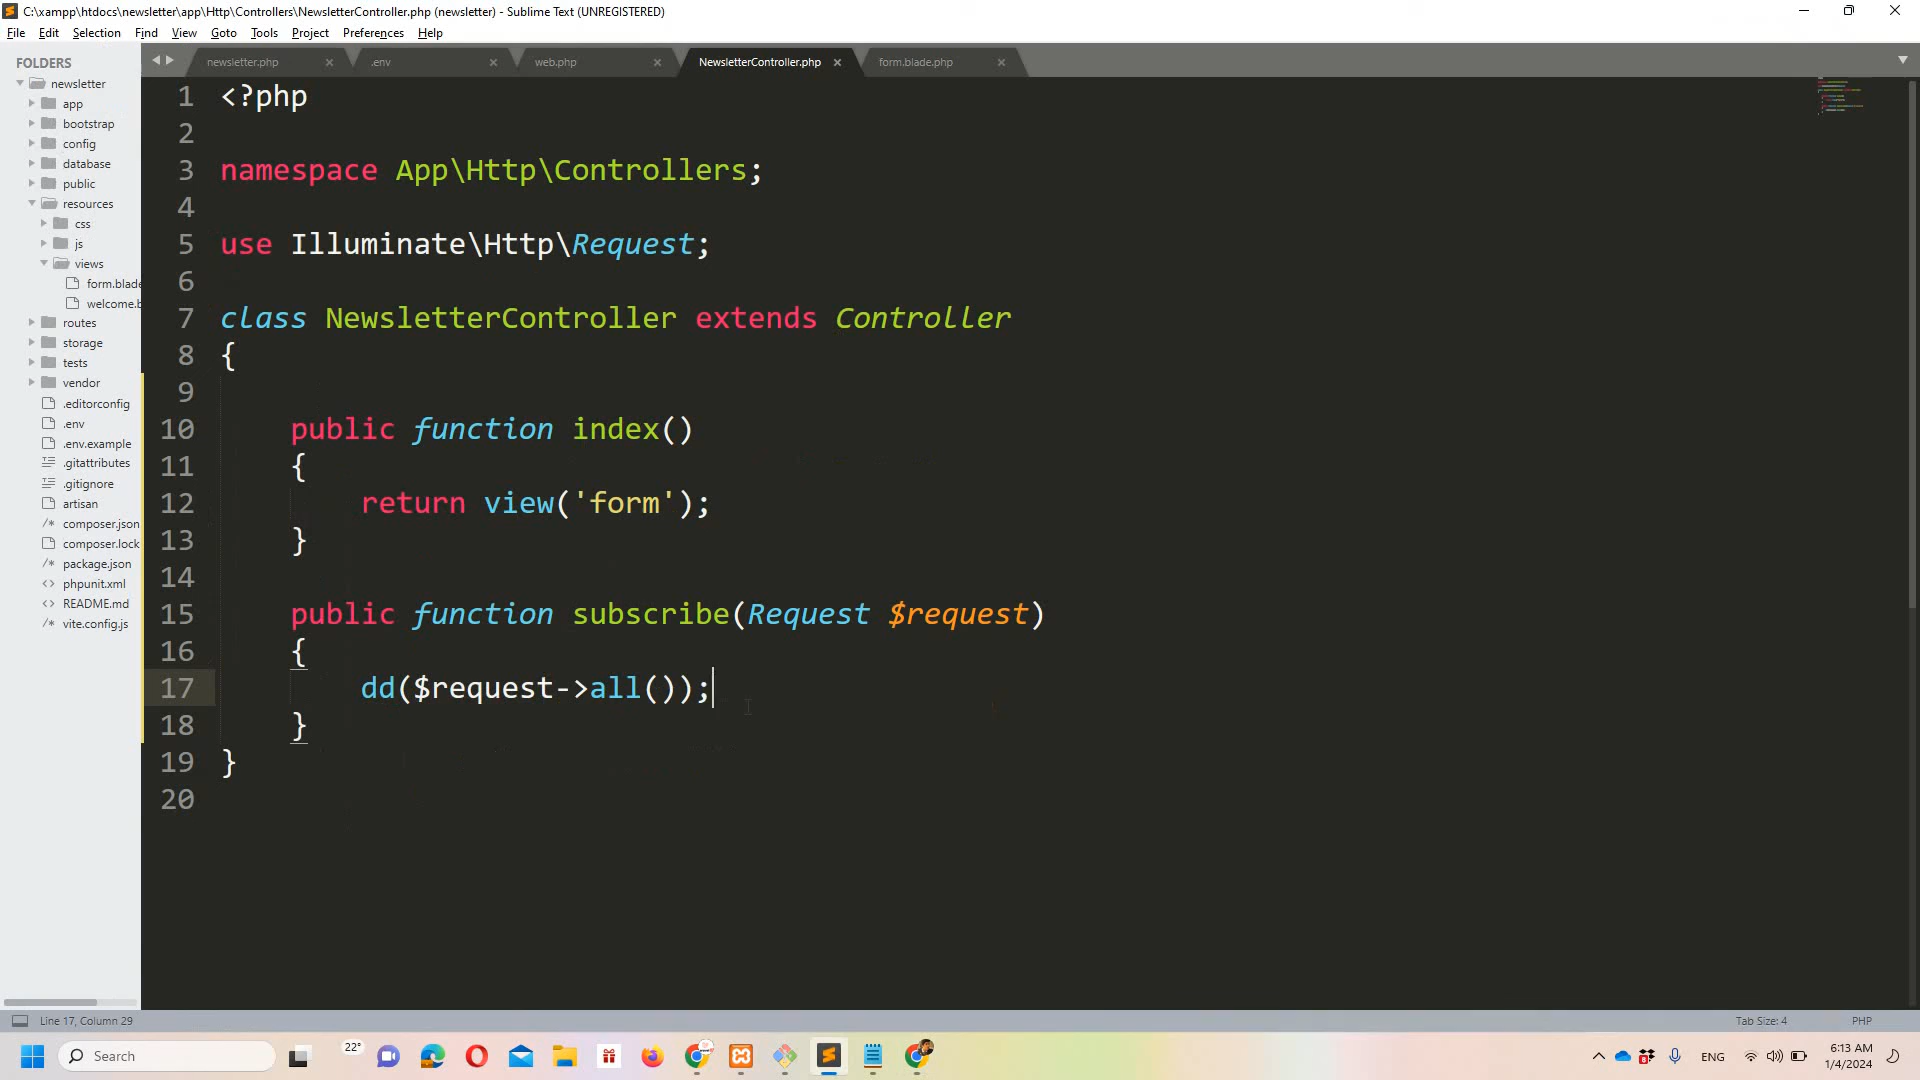 C:\xampp\htdocs\newsletter\app\Http\Controllers\NewsletterController.php (newsletter) - Sublime Text (UNREGISTERED)
File Edit Selection Find View Goto Tools Project Preferences Help
FOLDERS
newsletter
app
bootstrap
config
database
public
resources
css
js
views
form.blade
welcome.b
routes
storage
tests
vendor
.editorconfig
.env
.env.example
.gitattributes
.gitignore
artisan
composer.json
composer.lock
package.json
phpunit.xml
README.md
vite.config.js
newsletter.php .env web.php NewsletterController.php form.blade.php
1 <?php
2
3 namespace App\Http\Controllers;
4
5 use Illuminate\Http\Request;
6
7 class NewsletterController extends Controller
8 {
9
10 public function index()
11 {
12 return view('form');
13 }
14
15 public function subscribe(Request $request)
16 {
17 dd($request->all());
18 }
19 }
20
Line 17, Column 29 Tab Size: 4 PHP
Search 22° ENG 6:13 AM
1/4/2024